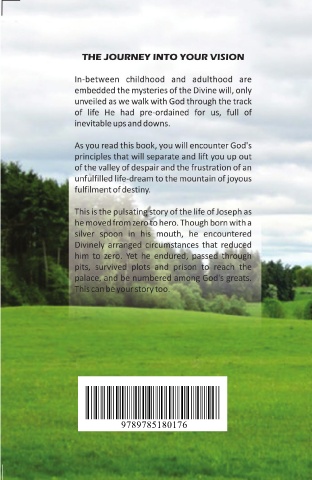 THE JOURNEY INTO YOUR VISION
In-between childhood and adulthood are
embedded the mysteries of the Divine will, only
unveiled as we walk with God through the track
of life He had pre-ordained for us, full of
inevitable ups and downs.
As you read this book, you will encounter God's
principles that will separate and lift you up out
of the valley of despair and the frustration of an
unfulfilled life-dream to the mountain of joyous
fulfilment of destiny.
This is the pulsating story of the life of Joseph as
he moved from zero to hero. Though born with a
silver spoon in his mouth, he encountered
Divinely arranged circumstances that reduced
him to zero. Yet he endured, passed through
pits, survived plots and prison to reach the
palace, and be numbered among God's greats.
This can be your story too.
9789785180176